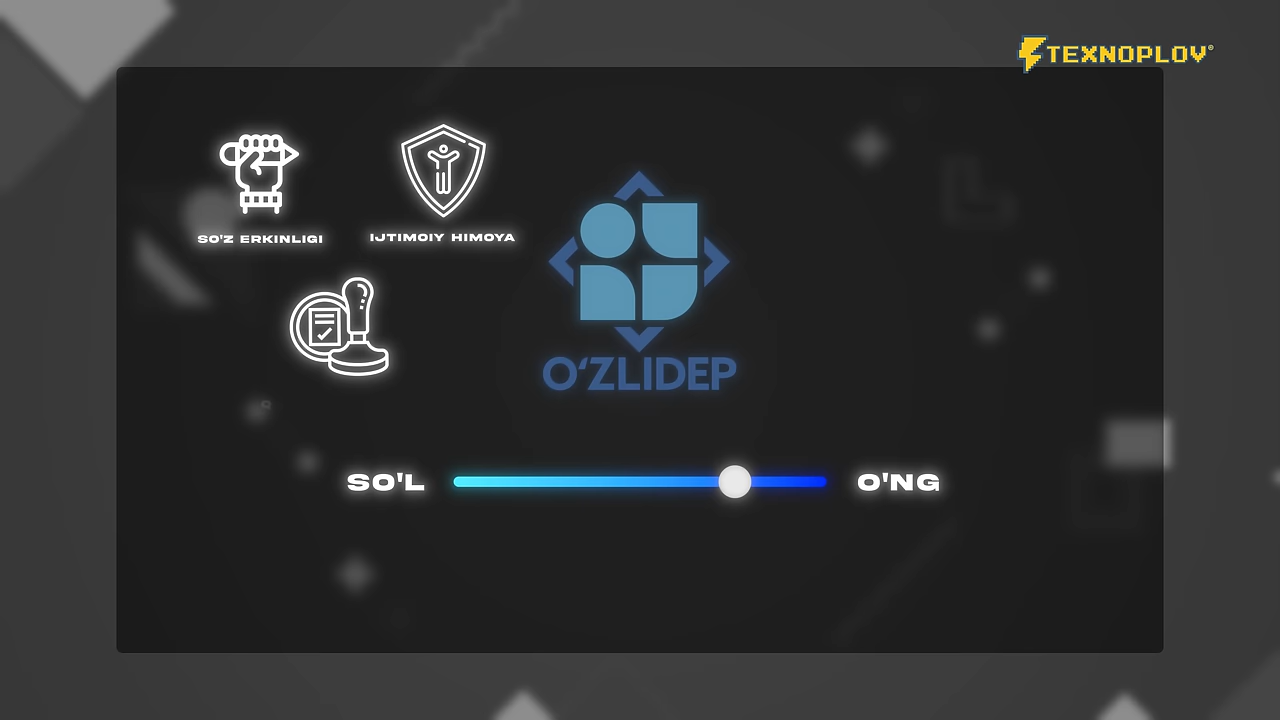 TEXNOPLOV
SO'Z ERKINLIGI
IJTIMOIY HIMOYA
O‘ZLIDEP
SO'L
O'NG